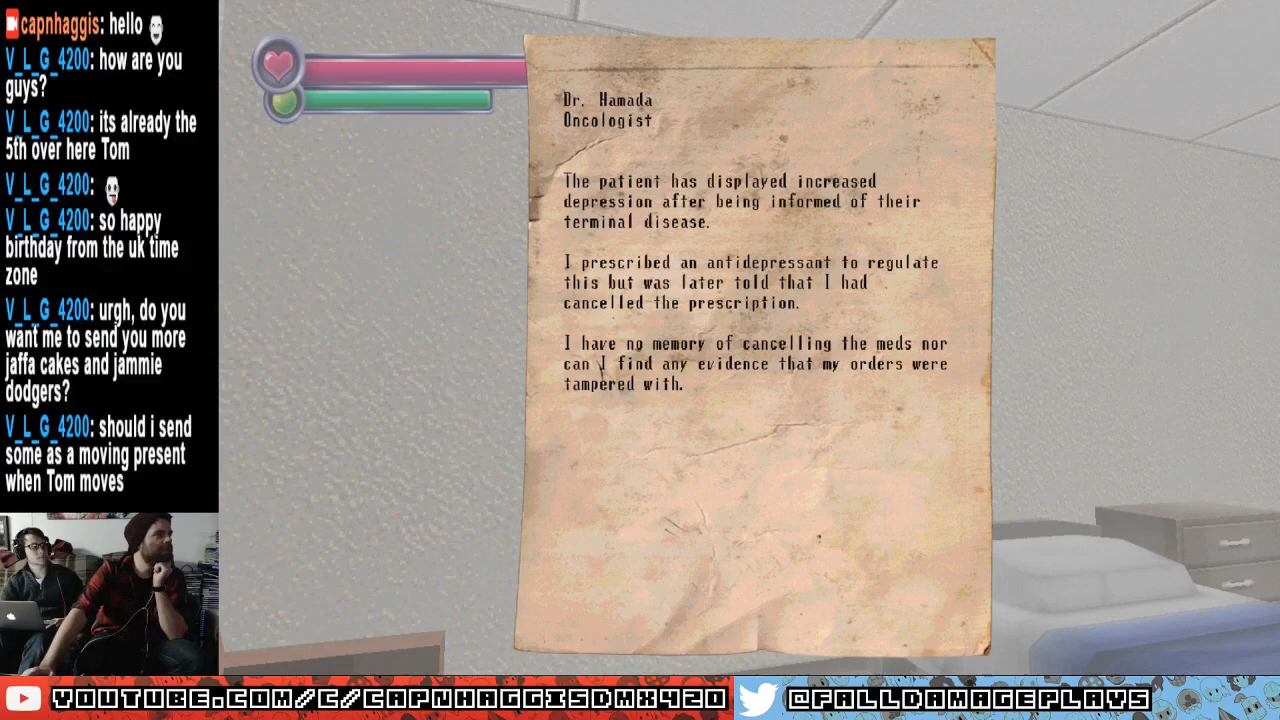 capnhaggis: hello
V_L_G_4200: how are you
guys?
V_L_G_4200: its already the
5th over here Tom
V_L_G_4200:
V_L_G_4200: so happy
birthday from the uk time
zone
V_L_G_4200: urgh, do you
want me to send you more
jaffa cakes and jammie
dodgers?
V_L_G_4200: should i send
some as a moving present
when Tom moves
Dr. Hamada
Oncologist
The patient has displayed increased
depression after being informed of their
terminal disease.
I prescribed an antidepressant to regulate
this but was later told that I had
cancelled the prescription.
I have no memory of cancelling the meds nor
can I find any evidence that my orders were
tampered with.
YOUTUBE.COM/C/CAPNHAGGISDMX420
@FALLDAMAGEPLAYS